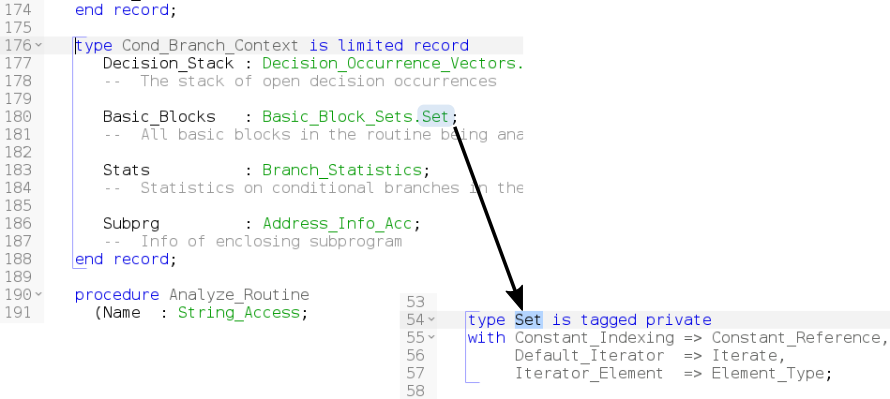 174 end record;
175
176 type Cond_Branch_Context is limited record
177 Decision_Stack : Decision_Occurrence_Vectors.
178 -- The stack of open decision occurrences
179
180 Basic_Blocks : Basic_Block_Sets.Set;
181 -- All basic blocks in the routine being ana
182
183 Stats : Branch_Statistics;
184 -- Statistics on conditional branches in the
185
186 Subprg : Address_Info_Acc;
187 -- Info of enclosing subprogram
188 end record;
189
190 procedure Analyze_Routine
191 (Name : String_Access;
53
54 type Set is tagged private
55 with Constant_Indexing => Constant_Reference,
56 Default_Iterator => Iterate,
57 Iterator_Element => Element_Type;
58